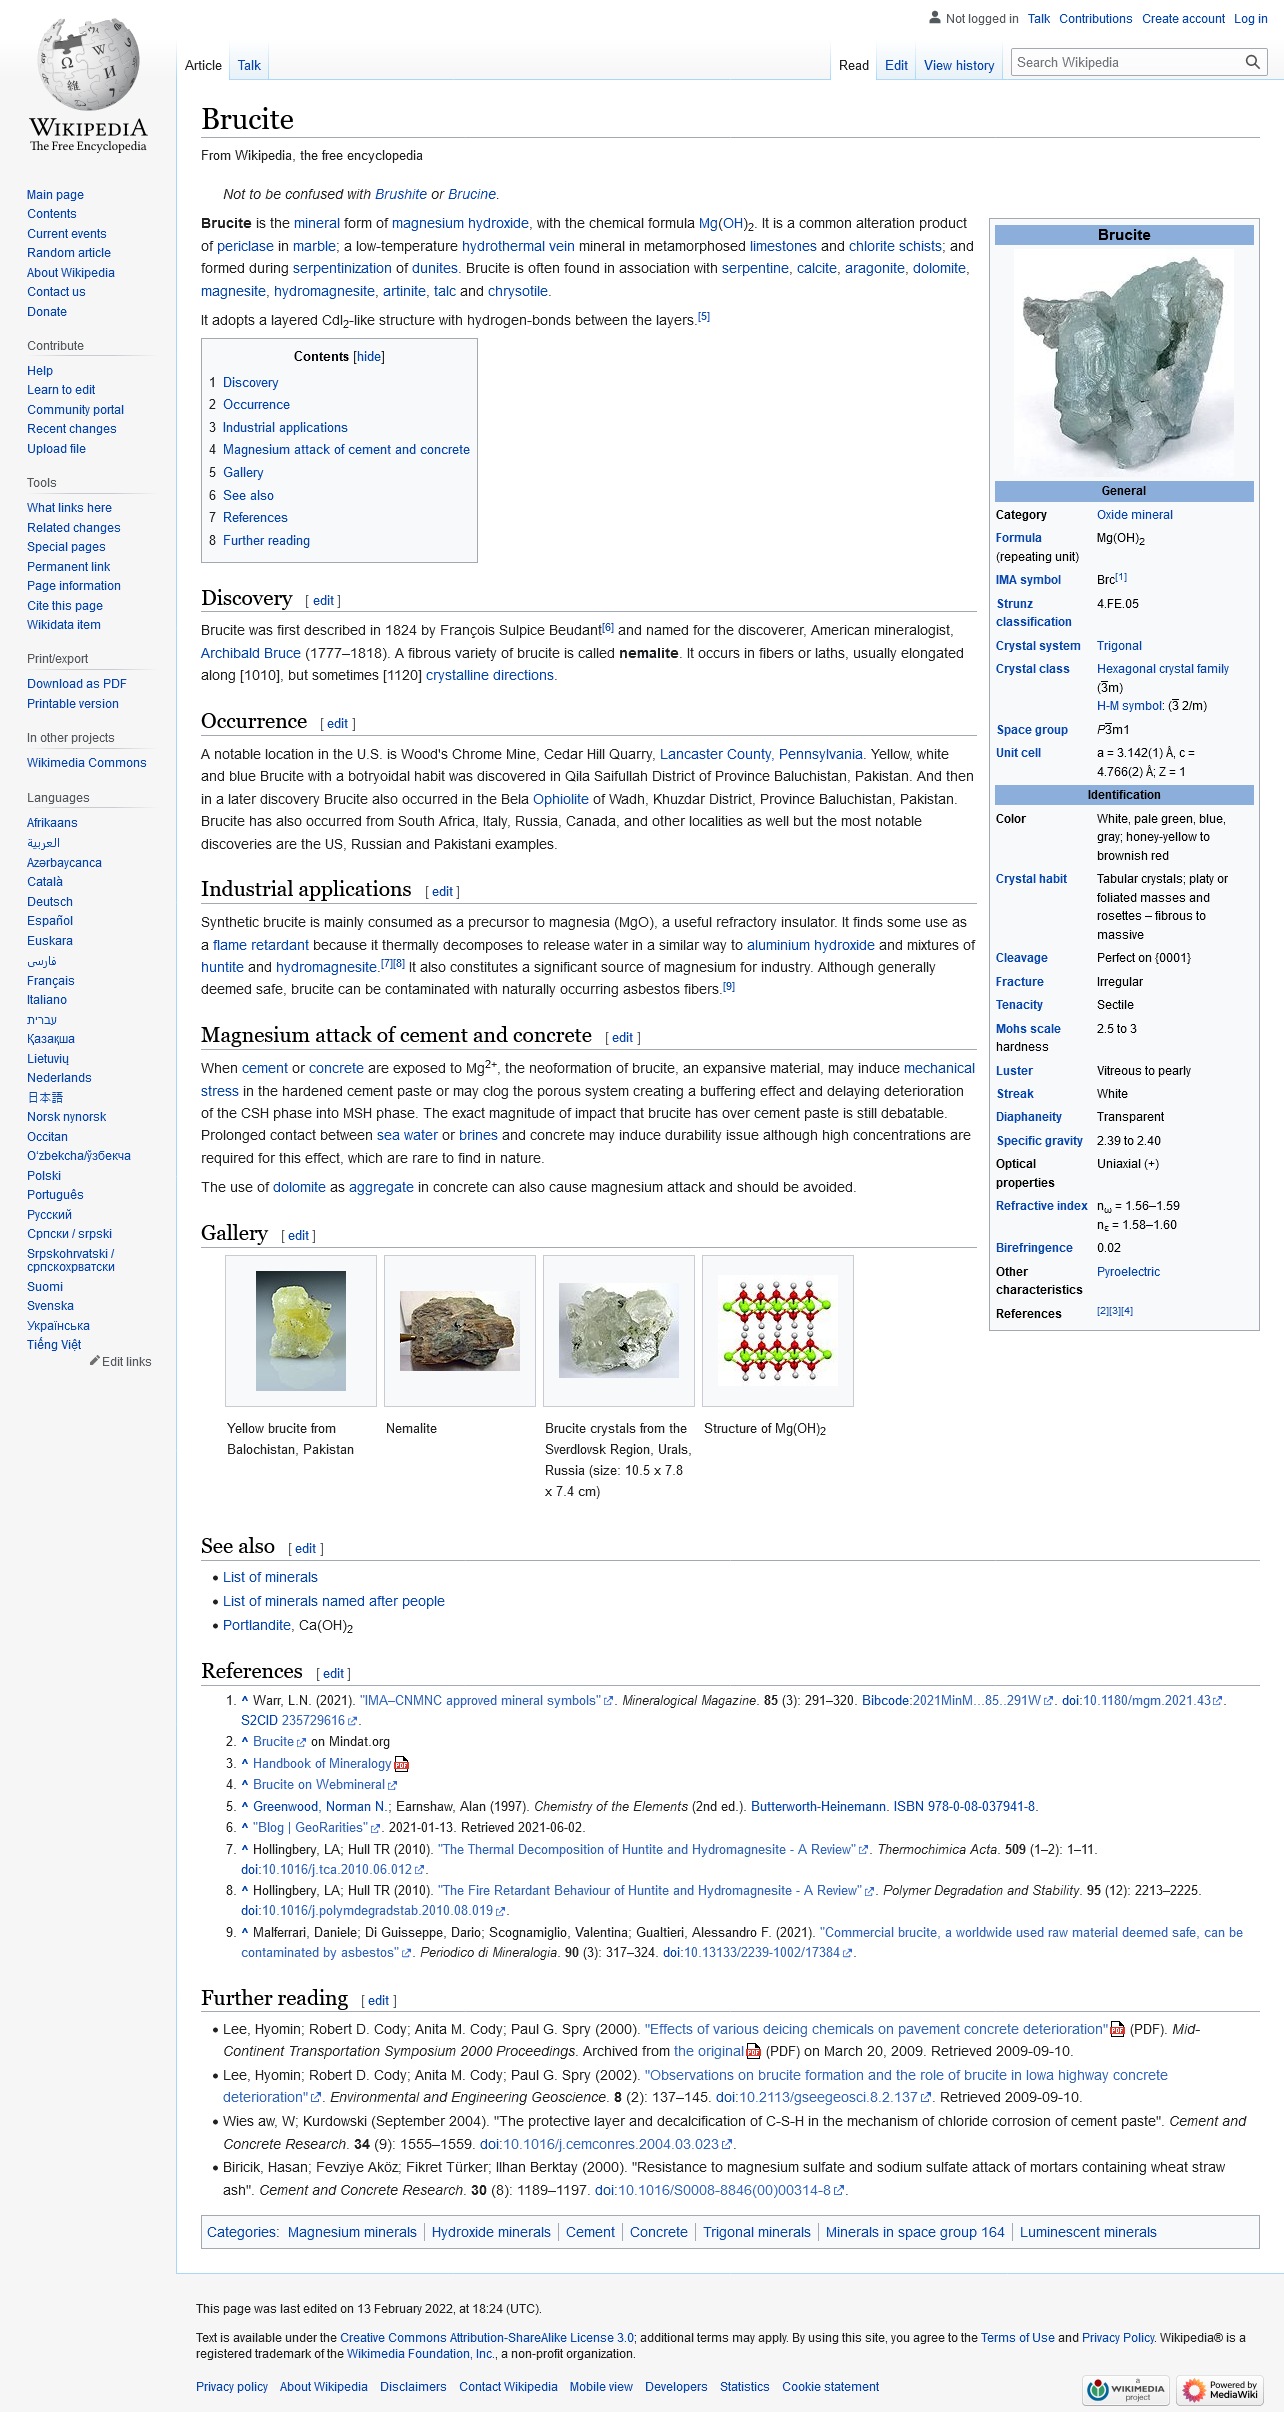 Not logged in Talk Contributions Create account Log in
Article Talk Read Edit View history Search Wikipedia
WIKIPEDIA
The Free Encyclopedia
Main page
Contents
Current events
Random article
About Wikipedia
Contact us
Donate
Contribute
Help
Learn to edit
Community portal
Recent changes
Upload file
Tools
What links here
Related changes
Special pages
Permanent link
Page information
Cite this page
Wikidata item
Print/export
Download as PDF
Printable version
In other projects
Wikimedia Commons
Languages
Afrikaans
العربية
Azərbaycanca
Català
Deutsch
Español
Euskara
فارسی
Français
Italiano
עברית
Қазақша
Lietuvių
Nederlands
日本語
Norsk nynorsk
Occitan
Oʻzbekcha/ўзбекча
Polski
Português
Русский
Српски / srpski
Srpskohrvatski /
српскохрватски
Suomi
Svenska
Українська
Tiếng Việt
Edit links
Brucite
From Wikipedia, the free encyclopedia
Not to be confused with Brushite or Brucine.
Brucite is the mineral form of magnesium hydroxide, with the chemical formula Mg(OH)2. It is a common alteration product
of periclase in marble; a low-temperature hydrothermal vein mineral in metamorphosed limestones and chlorite schists; and
formed during serpentinization of dunites. Brucite is often found in association with serpentine, calcite, aragonite, dolomite,
magnesite, hydromagnesite, artinite, talc and chrysotile.
It adopts a layered CdI2-like structure with hydrogen-bonds between the layers.[5]
Contents [hide]
1 Discovery
2 Occurrence
3 Industrial applications
4 Magnesium attack of cement and concrete
5 Gallery
6 See also
7 References
8 Further reading
Brucite
General
Category Oxide mineral
Formula Mg(OH)2
(repeating unit)
IMA symbol Brc[1]
Strunz 4.FE.05
classification
Crystal system Trigonal
Crystal class Hexagonal crystal family
(3̅m)
H-M symbol: (3̅ 2/m)
Space group P3̅m1
Unit cell a = 3.142(1) Å, c =
4.766(2) Å; Z = 1
Identification
Color White, pale green, blue,
gray; honey-yellow to
brownish red
Crystal habit Tabular crystals; platy or
foliated masses and
rosettes – fibrous to
massive
Cleavage Perfect on {0001}
Fracture Irregular
Tenacity Sectile
Mohs scale 2.5 to 3
hardness
Luster Vitreous to pearly
Streak White
Diaphaneity Transparent
Specific gravity 2.39 to 2.40
Optical Uniaxial (+)
properties
Refractive index nω = 1.56–1.59
nε = 1.58–1.60
Birefringence 0.02
Other Pyroelectric
characteristics
References [2][3][4]
Discovery [ edit ]
Brucite was first described in 1824 by François Sulpice Beudant[6] and named for the discoverer, American mineralogist,
Archibald Bruce (1777–1818). A fibrous variety of brucite is called nemalite. It occurs in fibers or laths, usually elongated
along [1010], but sometimes [1120] crystalline directions.
Occurrence [ edit ]
A notable location in the U.S. is Wood's Chrome Mine, Cedar Hill Quarry, Lancaster County, Pennsylvania. Yellow, white
and blue Brucite with a botryoidal habit was discovered in Qila Saifullah District of Province Baluchistan, Pakistan. And then
in a later discovery Brucite also occurred in the Bela Ophiolite of Wadh, Khuzdar District, Province Baluchistan, Pakistan.
Brucite has also occurred from South Africa, Italy, Russia, Canada, and other localities as well but the most notable
discoveries are the US, Russian and Pakistani examples.
Industrial applications [ edit ]
Synthetic brucite is mainly consumed as a precursor to magnesia (MgO), a useful refractory insulator. It finds some use as
a flame retardant because it thermally decomposes to release water in a similar way to aluminium hydroxide and mixtures of
huntite and hydromagnesite.[7][8] It also constitutes a significant source of magnesium for industry. Although generally
deemed safe, brucite can be contaminated with naturally occurring asbestos fibers.[9]
Magnesium attack of cement and concrete [ edit ]
When cement or concrete are exposed to Mg2+, the neoformation of brucite, an expansive material, may induce mechanical
stress in the hardened cement paste or may clog the porous system creating a buffering effect and delaying deterioration
of the CSH phase into MSH phase. The exact magnitude of impact that brucite has over cement paste is still debatable.
Prolonged contact between sea water or brines and concrete may induce durability issue although high concentrations are
required for this effect, which are rare to find in nature.
The use of dolomite as aggregate in concrete can also cause magnesium attack and should be avoided.
Gallery [ edit ]
Yellow brucite from
Balochistan, Pakistan
Nemalite
Brucite crystals from the
Sverdlovsk Region, Urals,
Russia (size: 10.5 x 7.8
x 7.4 cm)
Structure of Mg(OH)2
See also [ edit ]
• List of minerals
• List of minerals named after people
• Portlandite, Ca(OH)2
References [ edit ]
1. ^ Warr, L.N. (2021). "IMA–CNMNC approved mineral symbols". Mineralogical Magazine. 85 (3): 291–320. Bibcode:2021MinM...85..291W. doi:10.1180/mgm.2021.43.
S2CID 235729616.
2. ^ Brucite on Mindat.org
3. ^ Handbook of Mineralogy
4. ^ Brucite on Webmineral
5. ^ Greenwood, Norman N.; Earnshaw, Alan (1997). Chemistry of the Elements (2nd ed.). Butterworth-Heinemann. ISBN 978-0-08-037941-8.
6. ^ "Blog | GeoRarities". 2021-01-13. Retrieved 2021-06-02.
7. ^ Hollingbery, LA; Hull TR (2010). "The Thermal Decomposition of Huntite and Hydromagnesite - A Review". Thermochimica Acta. 509 (1–2): 1–11.
doi:10.1016/j.tca.2010.06.012.
8. ^ Hollingbery, LA; Hull TR (2010). "The Fire Retardant Behaviour of Huntite and Hydromagnesite - A Review". Polymer Degradation and Stability. 95 (12): 2213–2225.
doi:10.1016/j.polymdegradstab.2010.08.019.
9. ^ Malferrari, Daniele; Di Guisseppe, Dario; Scognamiglio, Valentina; Gualtieri, Alessandro F. (2021). "Commercial brucite, a worldwide used raw material deemed safe, can be
contaminated by asbestos". Periodico di Mineralogia. 90 (3): 317–324. doi:10.13133/2239-1002/17384.
Further reading [ edit ]
• Lee, Hyomin; Robert D. Cody; Anita M. Cody; Paul G. Spry (2000). "Effects of various deicing chemicals on pavement concrete deterioration" (PDF). Mid-
Continent Transportation Symposium 2000 Proceedings. Archived from the original (PDF) on March 20, 2009. Retrieved 2009-09-10.
• Lee, Hyomin; Robert D. Cody; Anita M. Cody; Paul G. Spry (2002). "Observations on brucite formation and the role of brucite in Iowa highway concrete
deterioration". Environmental and Engineering Geoscience. 8 (2): 137–145. doi:10.2113/gseegeosci.8.2.137. Retrieved 2009-09-10.
• Wies aw, W; Kurdowski (September 2004). "The protective layer and decalcification of C-S-H in the mechanism of chloride corrosion of cement paste". Cement and
Concrete Research. 34 (9): 1555–1559. doi:10.1016/j.cemconres.2004.03.023.
• Biricik, Hasan; Fevziye Aköz; Fikret Türker; Ilhan Berktay (2000). "Resistance to magnesium sulfate and sodium sulfate attack of mortars containing wheat straw
ash". Cement and Concrete Research. 30 (8): 1189–1197. doi:10.1016/S0008-8846(00)00314-8.
Categories: Magnesium minerals | Hydroxide minerals | Cement | Concrete | Trigonal minerals | Minerals in space group 164 | Luminescent minerals
This page was last edited on 13 February 2022, at 18:24 (UTC).
Text is available under the Creative Commons Attribution-ShareAlike License 3.0; additional terms may apply. By using this site, you agree to the Terms of Use and Privacy Policy. Wikipedia® is a
registered trademark of the Wikimedia Foundation, Inc., a non-profit organization.
Privacy policy About Wikipedia Disclaimers Contact Wikipedia Mobile view Developers Statistics Cookie statement
A WIKIMEDIA project
Powered by MediaWiki